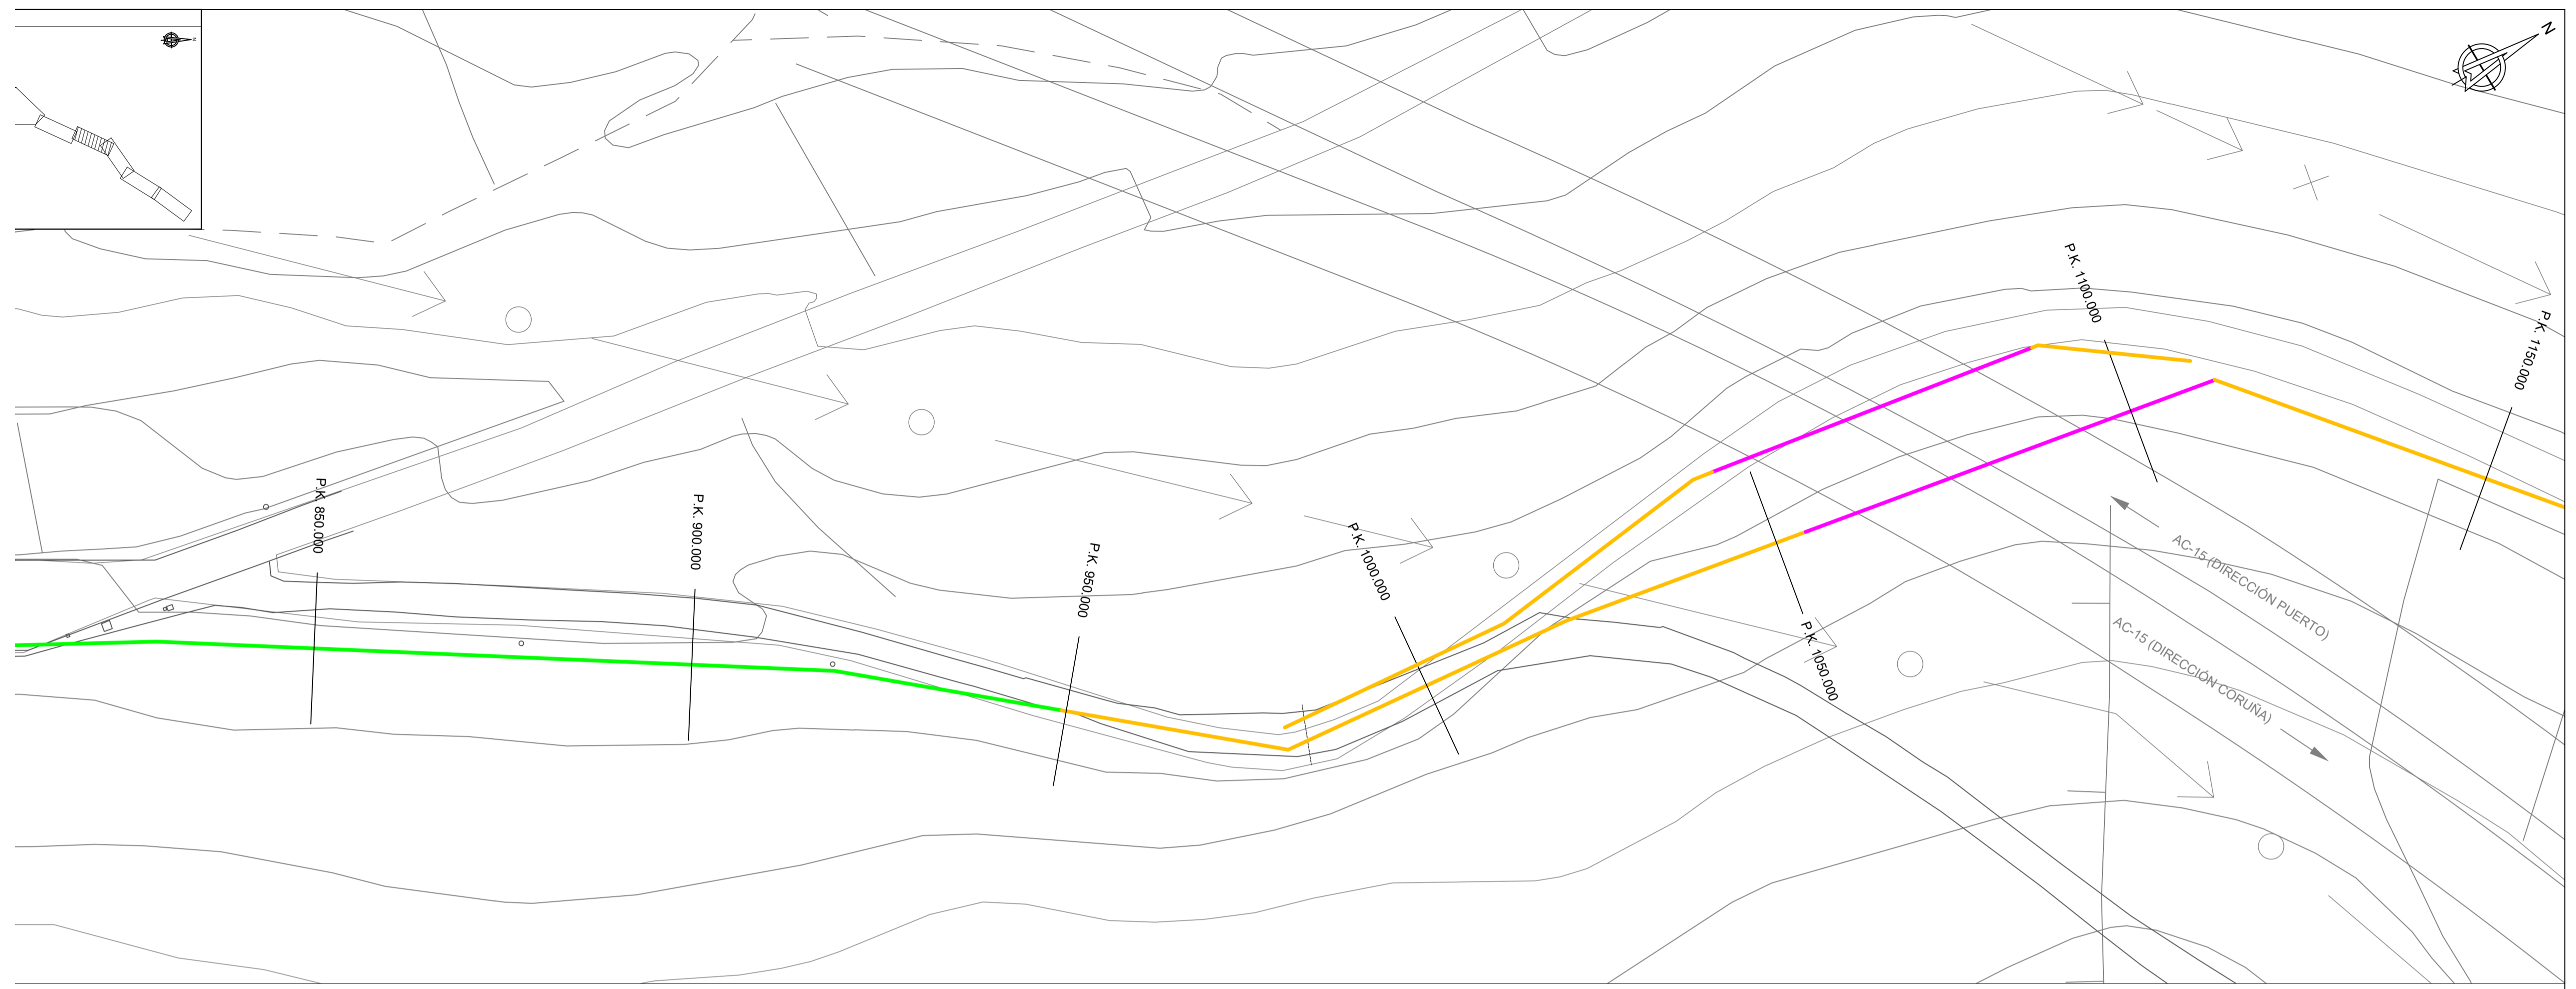 N
N
P.K. 850.000
P.K. 900.000
P.K. 950.000
P.K. 1000.000
P.K. 1050.000
P.K. 1100.000
P.K. 1150.000
AC-15 (DIRECCIÓN PUERTO)
AC-15 (DIRECCIÓN CORUÑA)